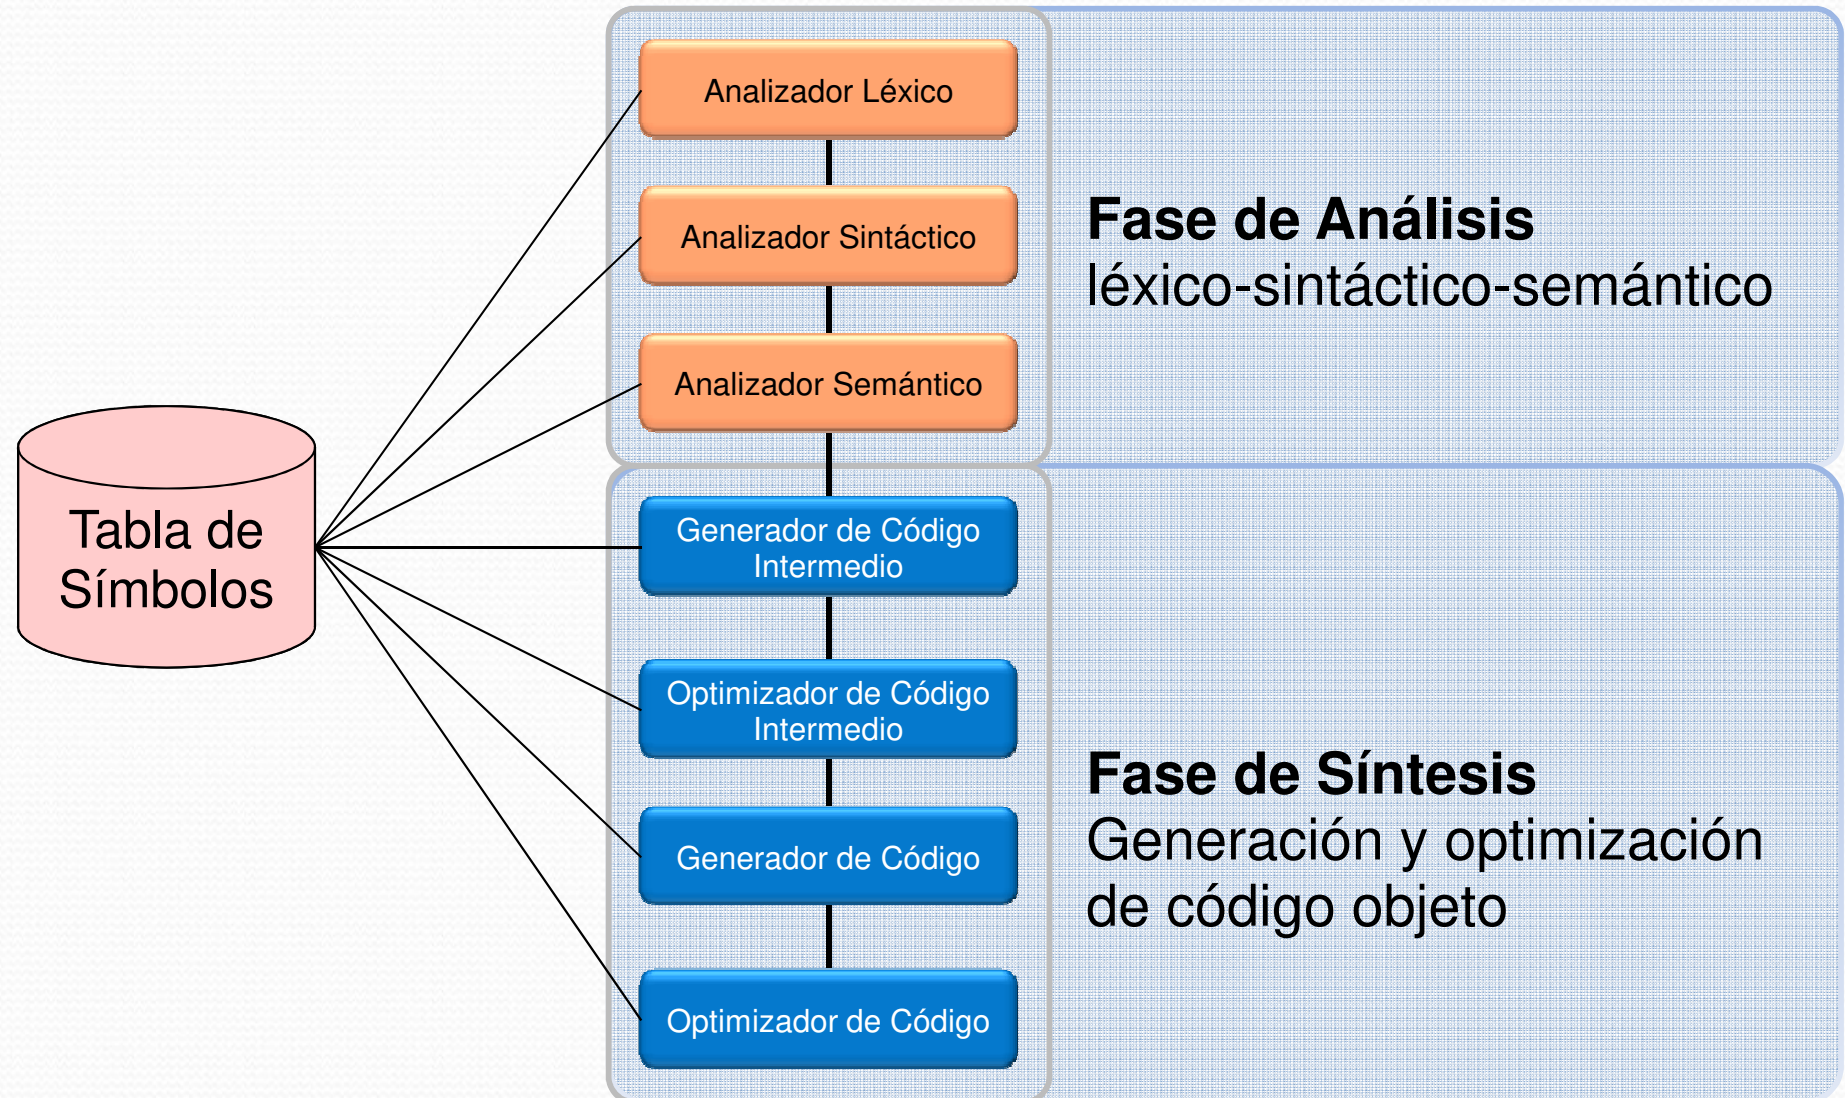 Analizador Léxico
Analizador Sintáctico
Analizador Semántico
Fase de Análisis
léxico-sintáctico-semántico
Tabla de
Símbolos
Generador de Código
Intermedio
Optimizador de Código
Intermedio
Generador de Código
Optimizador de Código
Fase de Síntesis
Generación y optimización
de código objeto